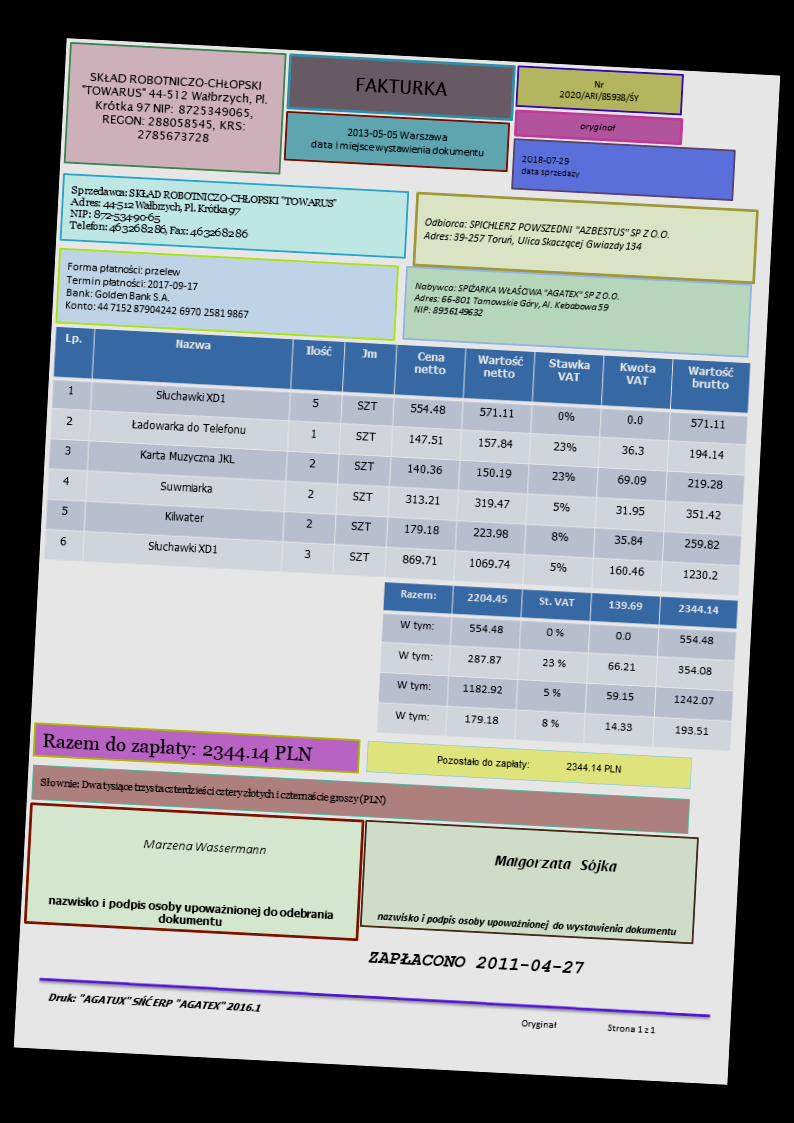 SKŁAD ROBOTNICZO-CHŁOPSKI
"TOWARUS" 44-512 Wałbrzych, Pl.
Krótka 97 NIP: 8725349065,
REGON: 288058545, KRS:
2785673728
FAKTURKA
2013-05-05 Warszawa
data i miejsce wystawienia dokumentu
Nr
2020/ARI/85938/ŚY
oryginał
2018-07-29
data sprzedaży
Sprzedawca: SKŁAD ROBOTNICZO-CHŁOPSKI "TOWARUS"
Adres: 44-512 Wałbrzych, Pl. Krótka 97
NIP: 872-534-90-65
Telefon: 463268286, Fax: 463268286
Odbiorca: SPICHLERZ POWSZEDNI "AZBESTUS" SP Z O.O.
Adres: 39-257 Toruń, Ulica Skaczącej Gwiazdy 134
Forma płatności: przelew
Termin płatności: 2017-09-17
Bank: Golden Bank S.A.
Konto: 44 7152 87904242 6970 2581 9867
Nabywca: SPIŻARKA WŁAŚCIWA "AGATEX" SP Z O.O.
Adres: 66-801 Tarnowskie Góry, Al. Kebabowa 59
NIP: 8956149632
Lp. Nazwa Ilość Jm Cena netto Wartość netto Stawka VAT Kwota VAT Wartość brutto
1 Słuchawki XD1 5 SZT 554.48 571.11 0% 0.0 571.11
2 Ładowarka do Telefonu 1 SZT 147.51 157.84 23% 36.3 194.14
3 Karta Muzyczna JKL 2 SZT 140.36 150.19 23% 69.09 219.28
4 Suwmiarka 2 SZT 313.21 319.47 5% 31.95 351.42
5 Kilwater 2 SZT 179.18 223.98 8% 35.84 259.82
6 Słuchawki XD1 3 SZT 869.71 1069.74 5% 160.46 1230.2
Razem: 2204.45 St. VAT 139.69 2344.14
W tym: 554.48 0 % 0.0 554.48
W tym: 287.87 23 % 66.21 354.08
W tym: 1182.92 5 % 59.15 1242.07
W tym: 179.18 8 % 14.33 193.51
Razem do zapłaty: 2344.14 PLN
Pozostało do zapłaty: 2344.14 PLN
Słownie: Dwa tysiące trzysta czterdzieści cztery złotych i czternaście groszy (PLN)
Marzena Wassermann
nazwisko i podpis osoby upoważnionej do odebrania
dokumentu
Małgorzata Sójka
nazwisko i podpis osoby upoważnionej do wystawienia dokumentu
ZAPŁACONO 2011-04-27
Druk: "AGATUX" SŃĆ ERP "AGATEX" 2016.1
Oryginał Strona 1 z 1